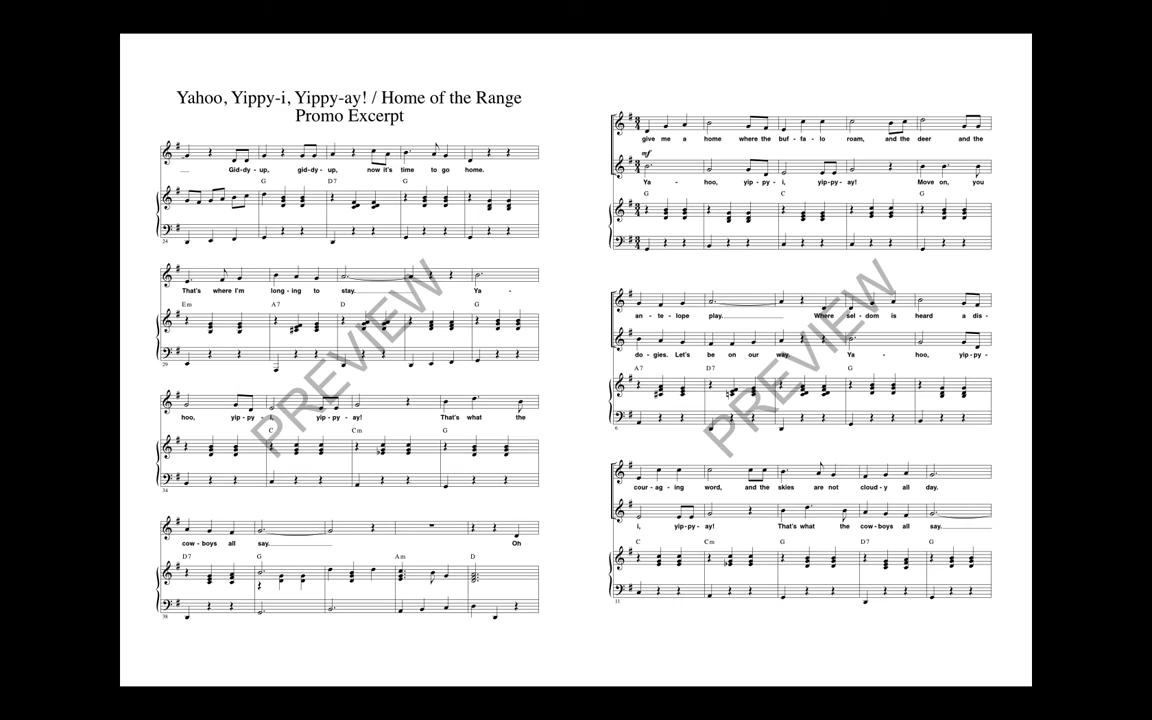 Yahoo, Yippy-i, Yippy-ay! / Home of the Range
Promo Excerpt
Gid-dy-up, gid-dy-up, now it's time to go home.
G D7 G
24
That's where I'm long-ing to stay. Ya -
Em A7 D G
29
hoo, yip-py-i, yip-py-ay! That's what the
C Cm G
34
cow-boys all say.
Oh
D7 G Am D
38
give me a home where the buf-fa-lo roam, and the deer and the
mf
Ya - hoo, yip-py-i, yip-py-ay! Move on, you
G C G
an-te-lope play. Where sel-dom is heard a dis-
do-gies. Let's be on our way. Ya - hoo, yip-py-
A7 D7 G
6
cour-ag-ing word, and the skies are not cloud-y all day.
i, yip-py-ay! That's what the cow-boys all say.
C Cm G D7 G
11
PREVIEW
PREVIEW